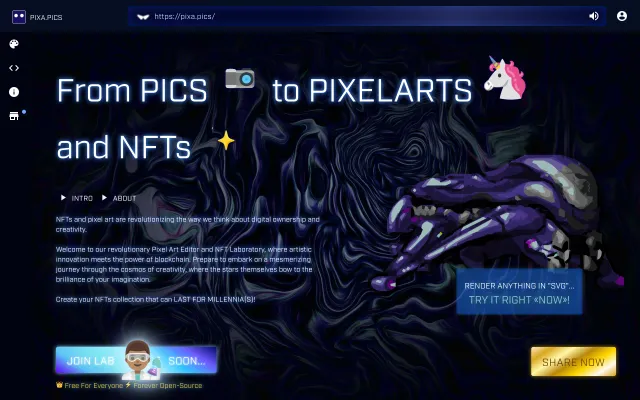 PIXA.PICS
https://pixa.pics/
From PICS to PIXELARTS
and NFTs
INTRO
ABOUT
NFTs and pixel art are revolutionizing the way we think about digital ownership and
creativity.
Welcome to our revolutionary Pixel Art Editor and NFT Laboratory, where artistic
innovation meets the power of blockchain. Prepare to embark on a mesmerizing
journey through the cosmos of creativity, where the stars themselves bow to the
brilliance of your imagination.
Create your NFTs collection that can LAST FOR MILLENNIA(S)!
RENDER ANYTHING IN "SVG"...
TRY IT RIGHT «NOW»!
JOIN LAB SOON...
SHARE NOW
Free For Everyone ⚡ Forever Open-Source